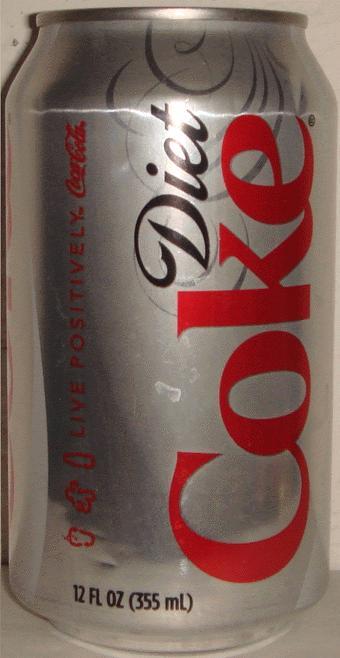 Diet
Coke®
LIVE POSITIVELY. Coca-Cola
12 FL OZ (355 mL)